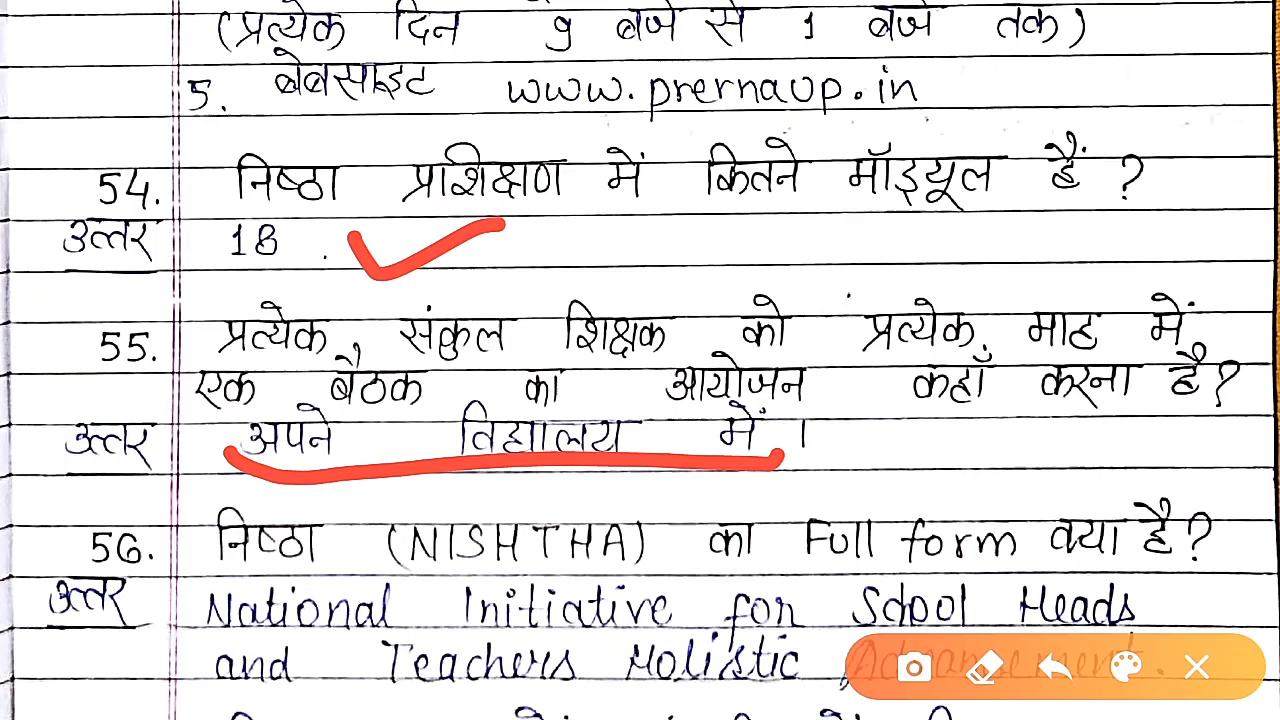 (प्रत्येक दिन 9 बजे से 1 बजे तक)
5. बेबसाइट www.prernaup.in
54. निष्ठा प्रशिक्षण में कितने मॉड्यूल हैं ?
उत्तर 18 .
55. प्रत्येक संकुल शिक्षक को प्रत्येक माह में
एक बैठक का आयोजन कहाँ करना है?
उत्तर अपने विद्यालय में ।
56. निष्ठा (NISHTHA) का Full form क्या है?
उत्तर National Initiative for School Heads
and Teachers Holistic Advancement.